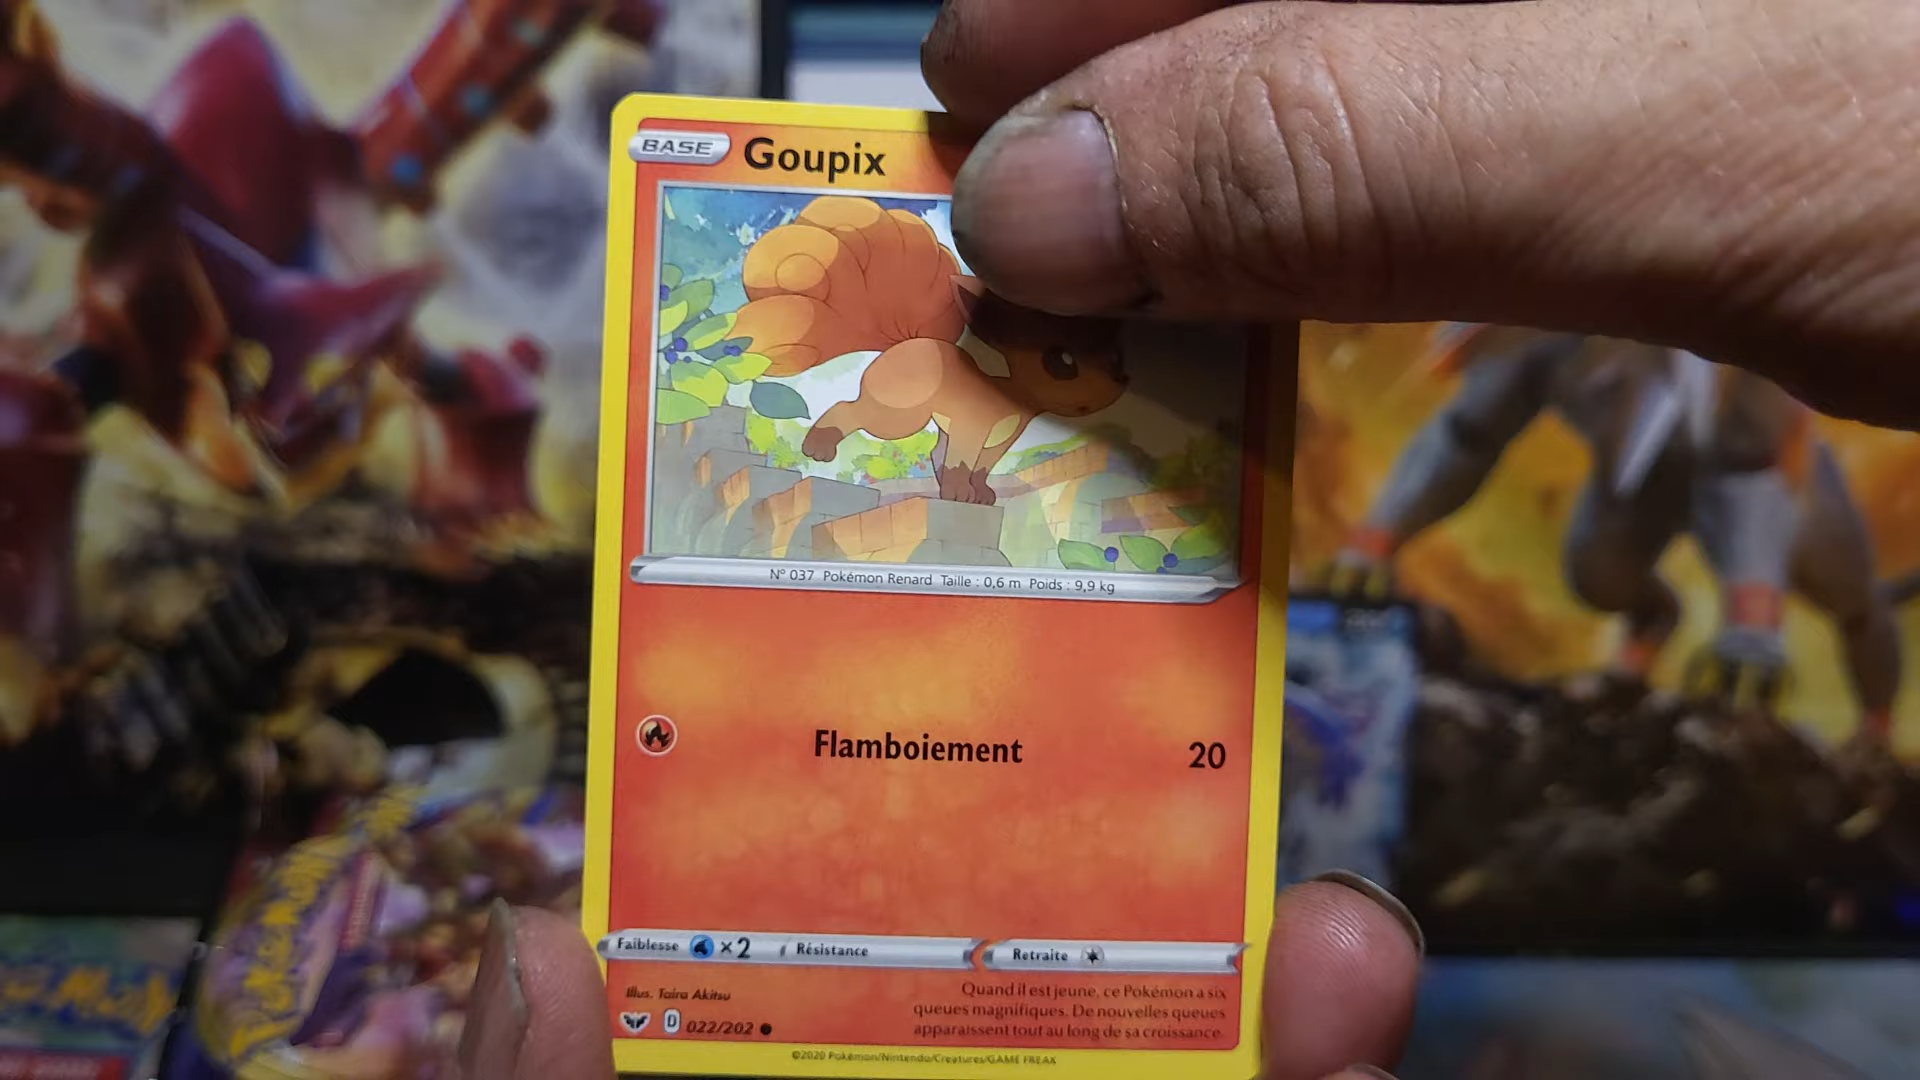 BASE
Goupix
N° 037 Pokémon Renard Taille : 0,6 m Poids : 9,9 kg
Flamboiement 20
Faiblesse ×2 Résistance Retraite
Illus. Taira Akitsu
Quand il est jeune, ce Pokémon a six
queues magnifiques. De nouvelles queues
apparaissent tout au long de sa croissance.
D 022/202
©2020 Pokémon/Nintendo/Creatures/GAME FREAK